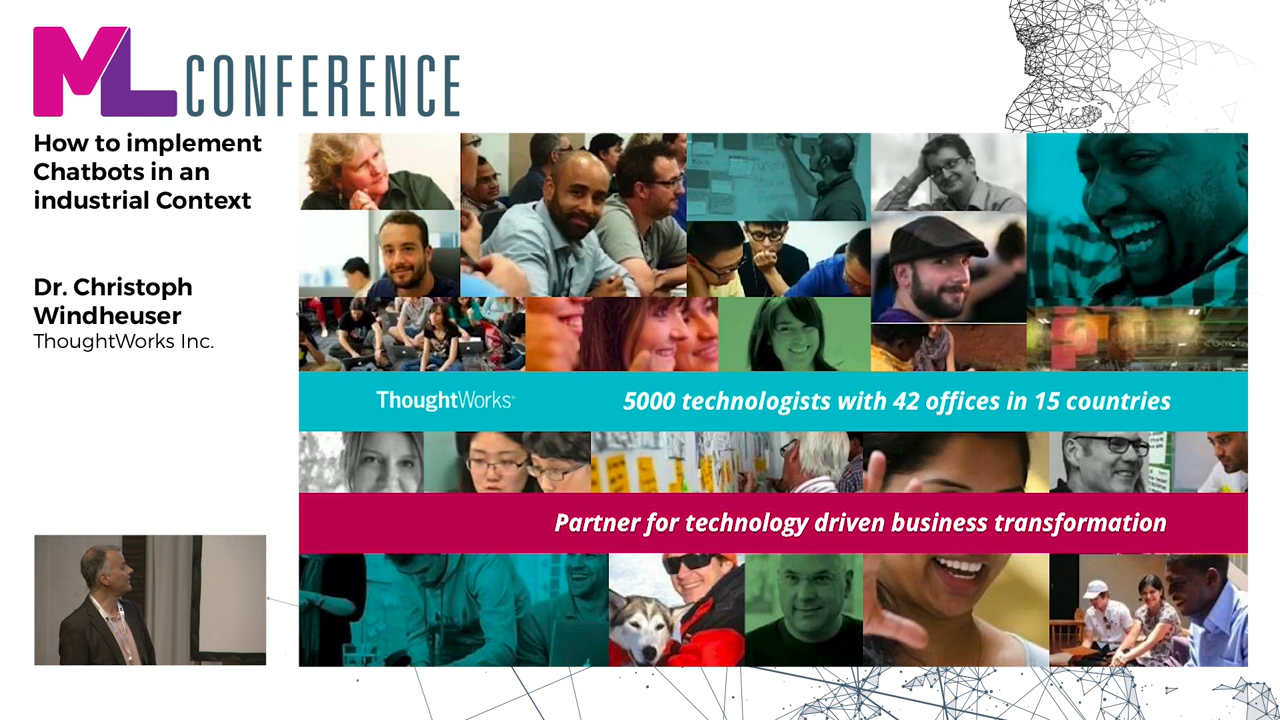 ML CONFERENCE
How to implement
Chatbots in an
industrial Context
Dr. Christoph
Windheuser
ThoughtWorks Inc.
ThoughtWorks®
5000 technologists with 42 offices in 15 countries
Partner for technology driven business transformation